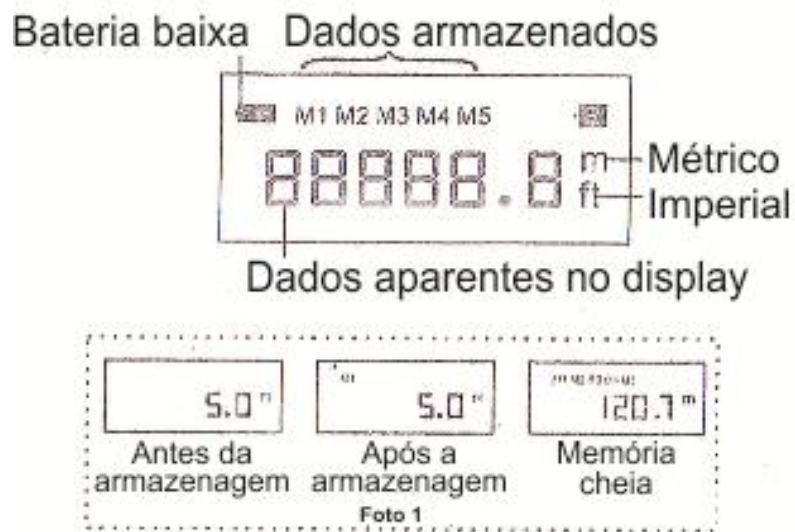 Bateria baixa Dados armazenados
M1 M2 M3 M4 M5
88888.8 m Métrico
ft Imperial
Dados aparentes no display
5.0 5.0 120.7 m
Antes da armazenagem
Após a armazenagem
Memória cheia
Foto 1